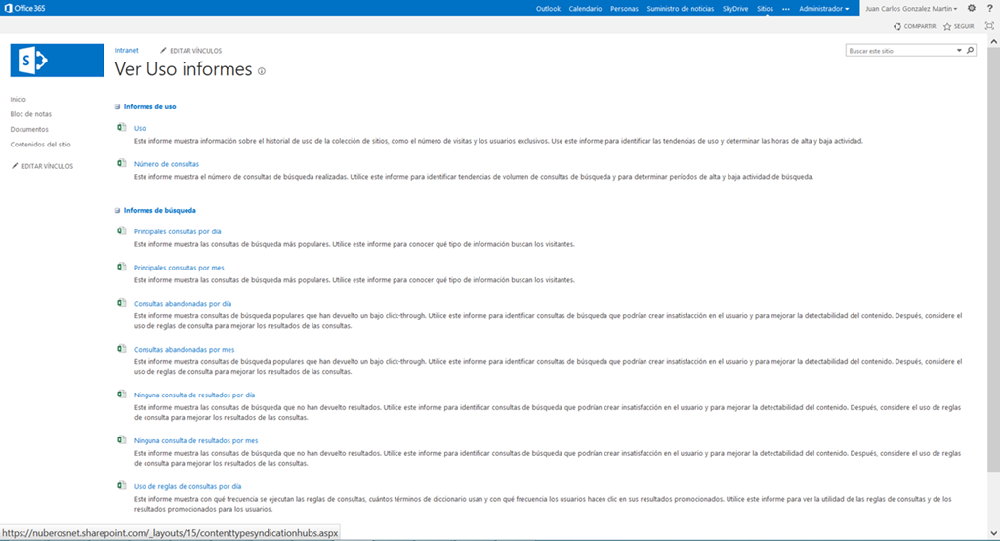 Office 365
Outlook Calendario Personas Suministro de noticias SkyDrive Sitios ••• Administrador Juan Carlos Gonzalez Martin ?
COMPARTIR SEGUIR
S
Intranet EDITAR VÍNCULOS
Buscar este sitio
Ver Uso informes
Inicio
Bloc de notas
Documentos
Contenidos del sitio
EDITAR VÍNCULOS
Informes de uso
Uso
Este informe muestra información sobre el historial de uso de la colección de sitios, como el número de visitas y los usuarios exclusivos. Use este informe para identificar las tendencias de uso y determinar las horas de alta y baja actividad.
Número de consultas
Este informe muestra el número de consultas de búsqueda realizadas. Utilice este informe para identificar tendencias de volumen de consultas de búsqueda y para determinar períodos de alta y baja actividad de búsqueda.
Informes de búsqueda
Principales consultas por día
Este informe muestra las consultas de búsqueda más populares. Utilice este informe para conocer qué tipo de información buscan los visitantes.
Principales consultas por mes
Este informe muestra las consultas de búsqueda más populares. Utilice este informe para conocer qué tipo de información buscan los visitantes.
Consultas abandonadas por día
Este informe muestra consultas de búsqueda populares que han devuelto un bajo click-through. Utilice este informe para identificar consultas de búsqueda que podrían crear insatisfacción en el usuario y para mejorar la detectabilidad del contenido. Después, considere el
uso de reglas de consulta para mejorar los resultados de las consultas.
Consultas abandonadas por mes
Este informe muestra consultas de búsqueda populares que han devuelto un bajo click-through. Utilice este informe para identificar consultas de búsqueda que podrían crear insatisfacción en el usuario y para mejorar la detectabilidad del contenido. Después, considere el
uso de reglas de consulta para mejorar los resultados de las consultas.
Ninguna consulta de resultados por día
Este informe muestra las consultas de búsqueda que no han devuelto resultados. Utilice este informe para identificar consultas de búsqueda que podrían crear insatisfacción en el usuario y para mejorar la detectabilidad del contenido. Después, considere el uso de reglas
de consulta para mejorar los resultados de las consultas.
Ninguna consulta de resultados por mes
Este informe muestra las consultas de búsqueda que no han devuelto resultados. Utilice este informe para identificar consultas de búsqueda que podrían crear insatisfacción en el usuario y para mejorar la detectabilidad del contenido. Después, considere el uso de reglas
de consulta para mejorar los resultados de las consultas.
Uso de reglas de consultas por día
Este informe muestra con qué frecuencia se ejecutan las reglas de consulta, cuántos términos de diccionario usan y con qué frecuencia los usuarios hacen clic en sus resultados promocionados. Utilice este informe para ver la utilidad de las reglas de consulta y de los
resultados promocionados para los usuarios.
https://nuberosnet.sharepoint.com/_layouts/15/contenttypesyndicationhubs.aspx